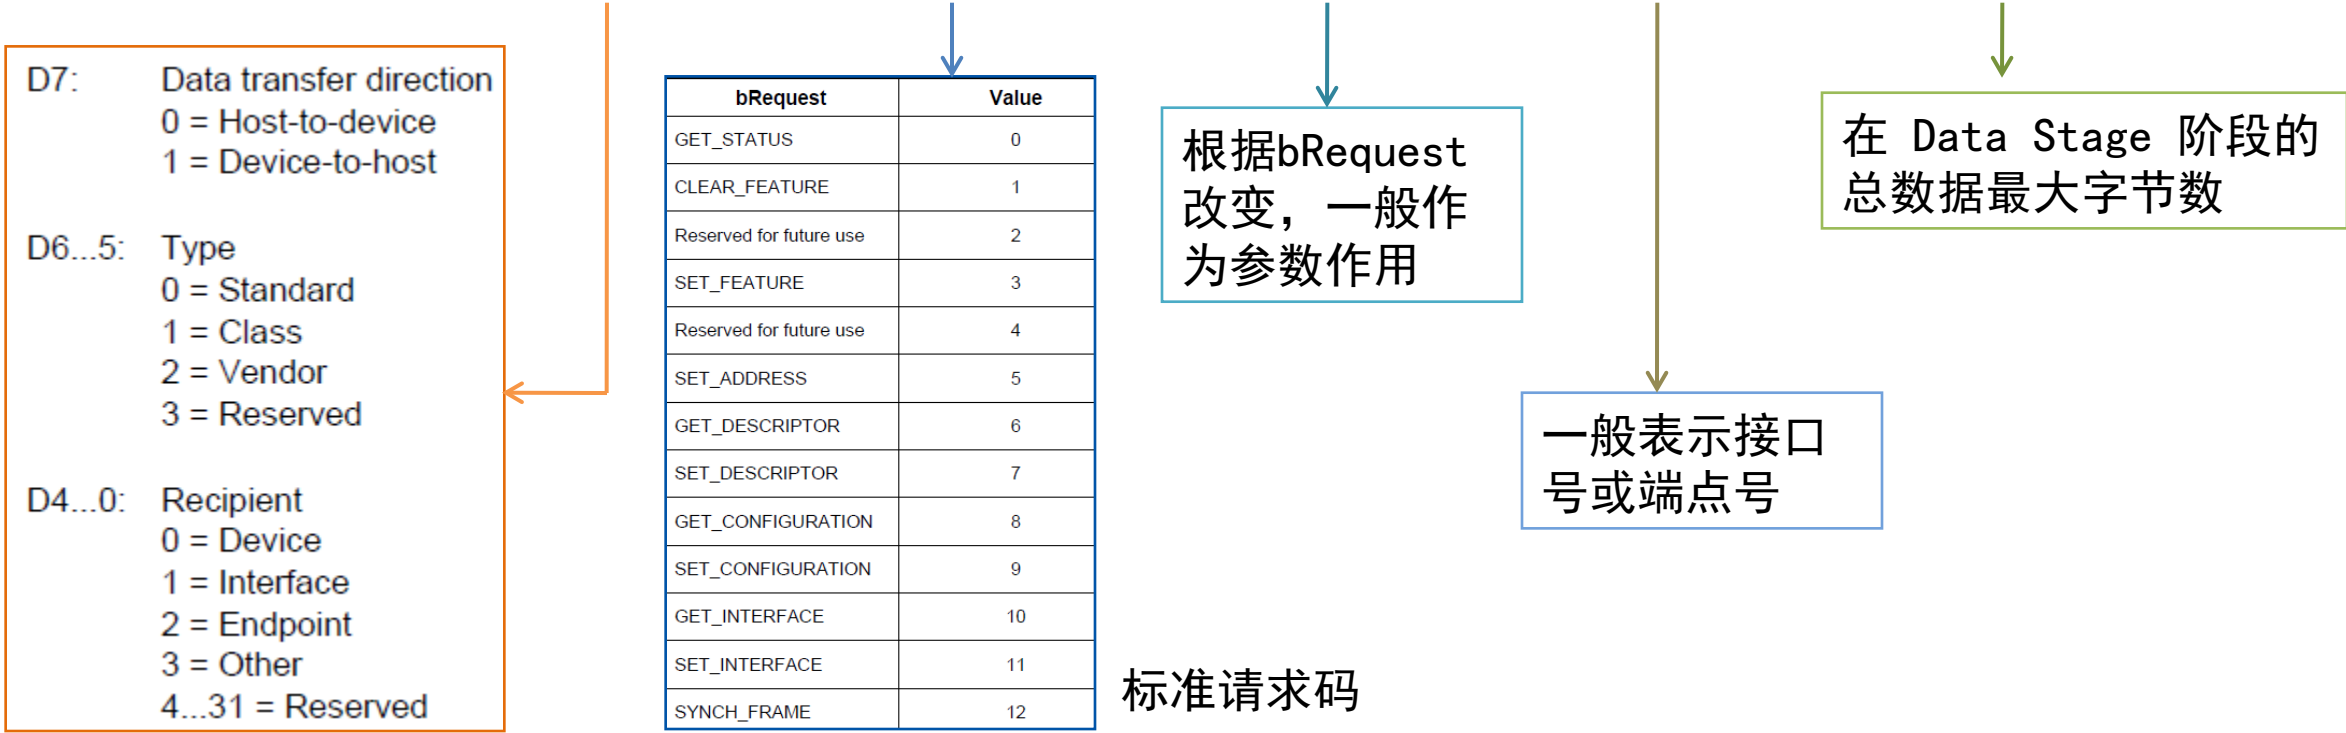 D7: Data transfer direction
0 = Host-to-device
1 = Device-to-host
D6...5: Type
0 = Standard
1 = Class
2 = Vendor
3 = Reserved
D4...0: Recipient
0 = Device
1 = Interface
2 = Endpoint
3 = Other
4...31 = Reserved
bRequest Value
GET_STATUS 0
CLEAR_FEATURE 1
Reserved for future use 2
SET_FEATURE 3
Reserved for future use 4
SET_ADDRESS 5
GET_DESCRIPTOR 6
SET_DESCRIPTOR 7
GET_CONFIGURATION 8
SET_CONFIGURATION 9
GET_INTERFACE 10
SET_INTERFACE 11
SYNCH_FRAME 12
标准请求码
根据bRequest
改变，一般作
为参数作用
一般表示接口
号或端点号
在 Data Stage 阶段的
总数据最大字节数